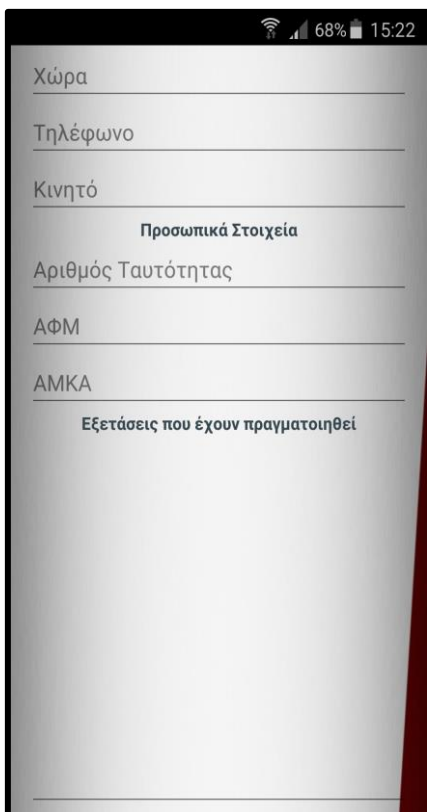 68% 15:22
Χώρα
Τηλέφωνο
Κινητό
Προσωπικά Στοιχεία
Αριθμός Ταυτότητας
ΑΦΜ
ΑΜΚΑ
Εξετάσεις που έχουν πραγματοιηθεί